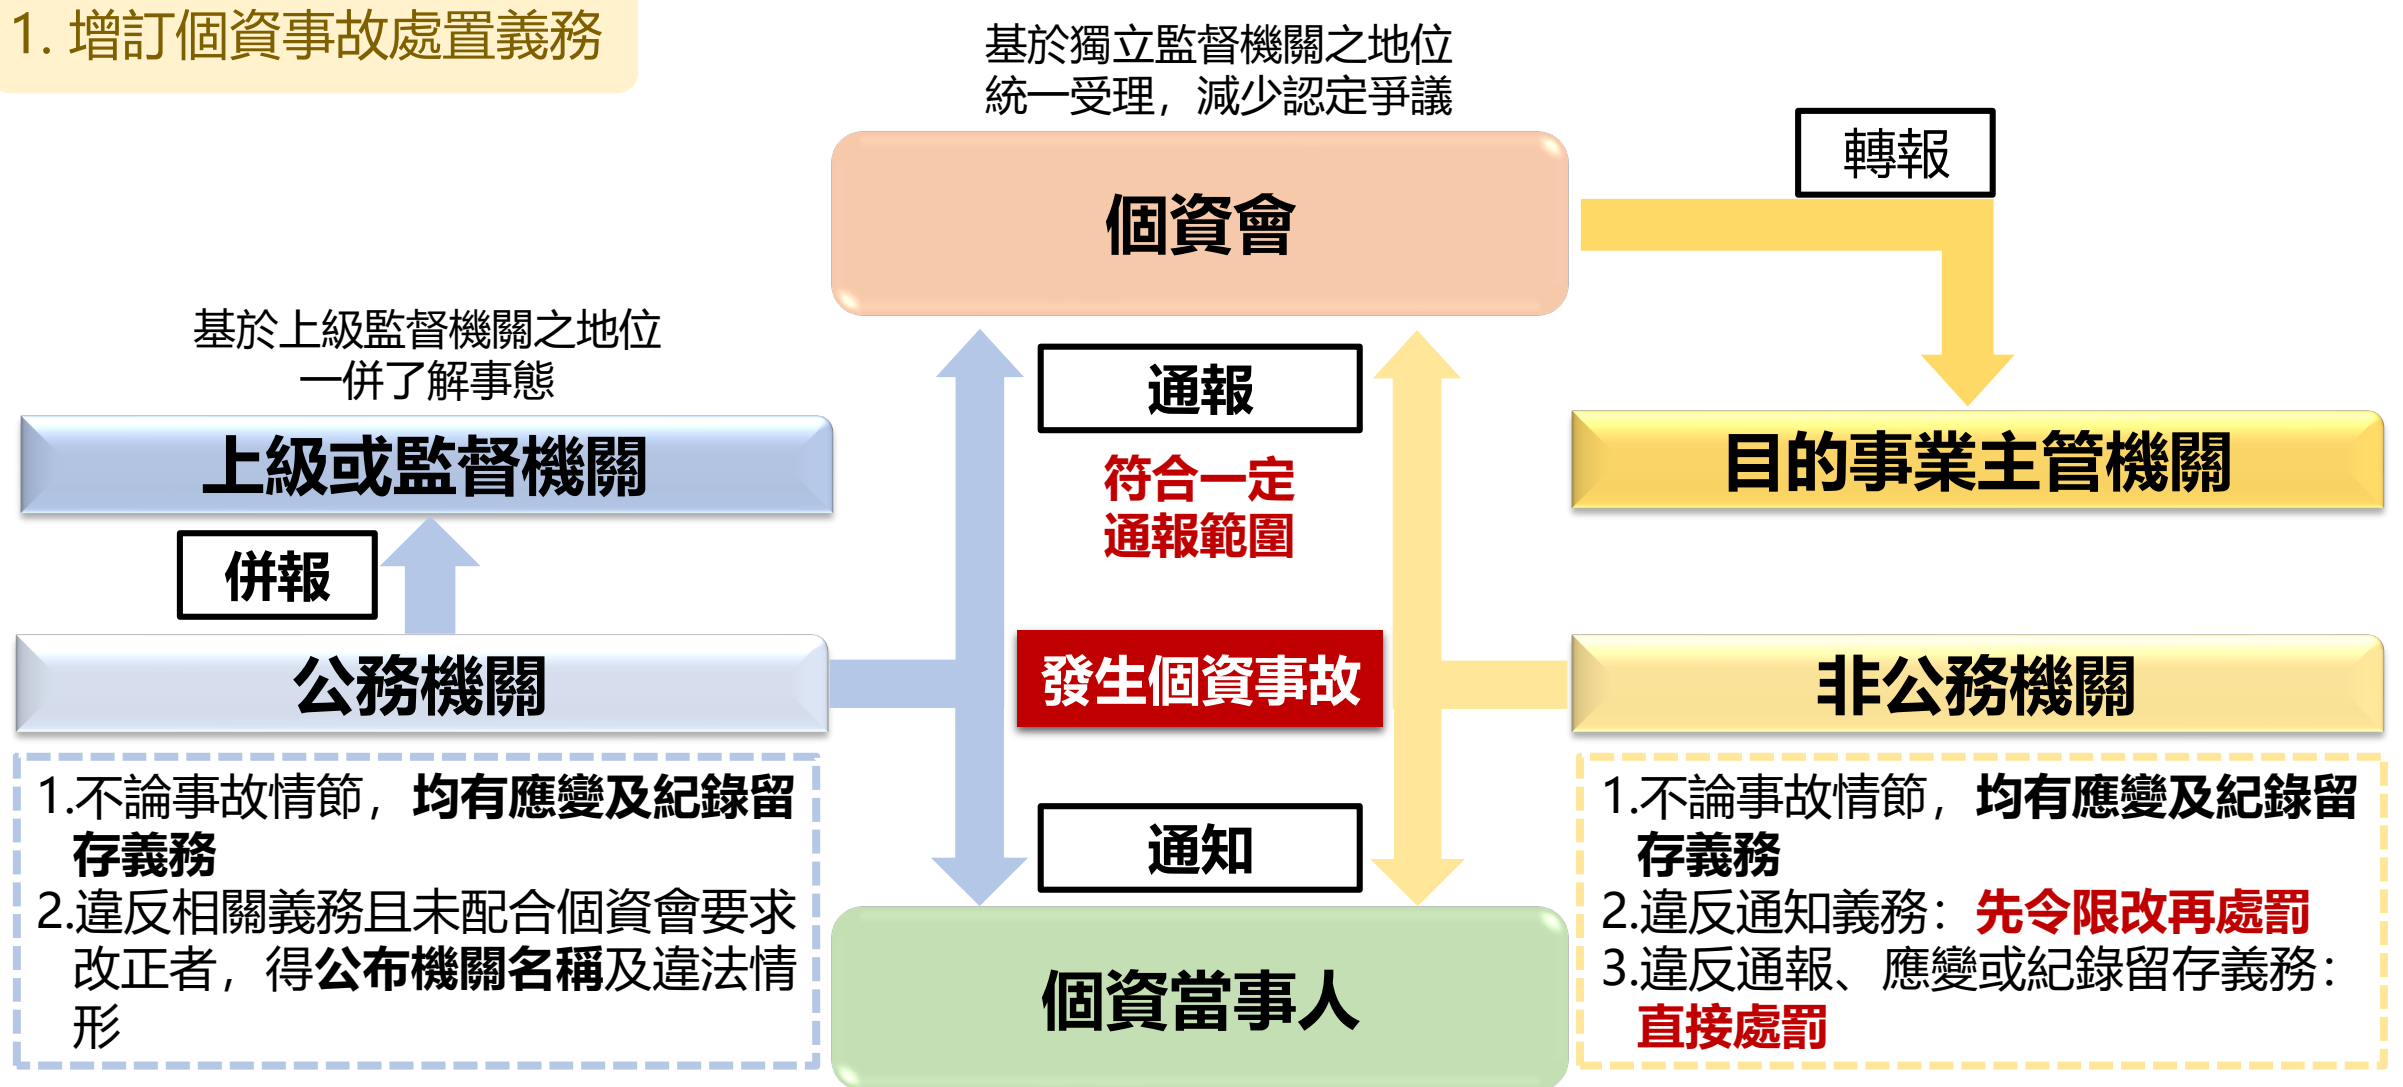 1. 增訂個資事故處置義務
基於獨立監督機關之地位
統一受理，減少認定爭議
個資會
轉報
基於上級監督機關之地位
一併了解事態
上級或監督機關
通報
符合一定
通報範圍
目的事業主管機關
併報
公務機關
發生個資事故
非公務機關
1.不論事故情節，均有應變及紀錄留
存義務
2.違反相關義務且未配合個資會要求
改正者，得公布機關名稱及違法情
形
通知
個資當事人
1.不論事故情節，均有應變及紀錄留
存義務
2.違反通知義務：先令限改再處罰
3.違反通報、應變或紀錄留存義務：
直接處罰